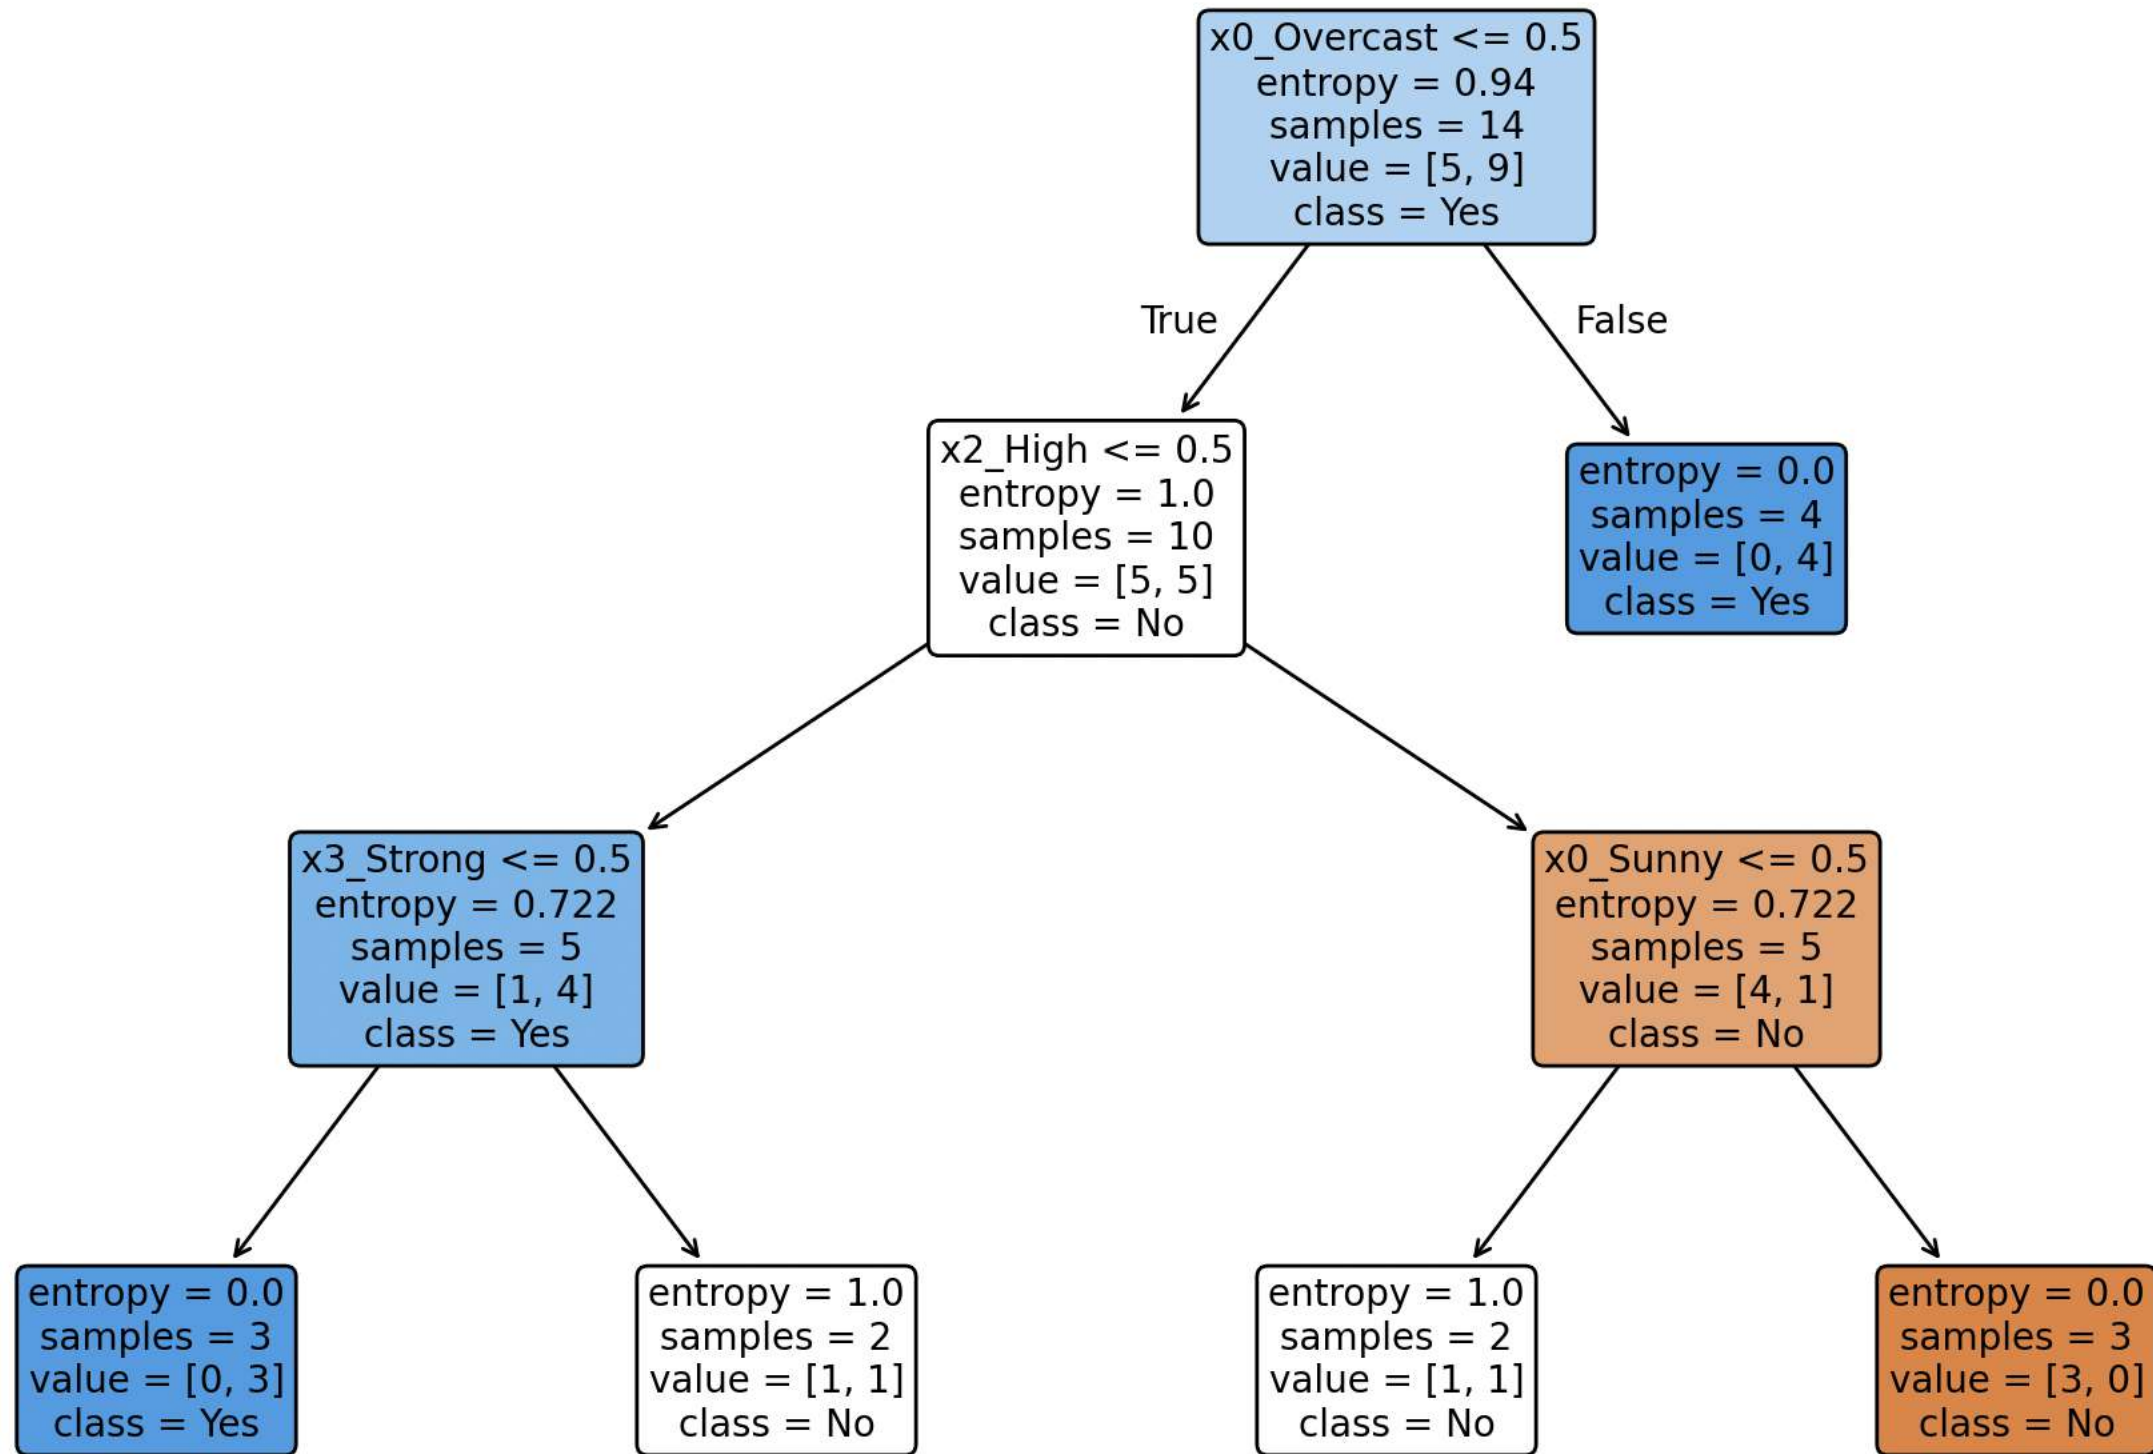 x0_Overcast <= 0.5
entropy = 0.94
samples = 14
value = [5, 9]
class = Yes
True
False
x2_High <= 0.5
entropy = 1.0
samples = 10
value = [5, 5]
class = No
entropy = 0.0
samples = 4
value = [0, 4]
class = Yes
x3_Strong <= 0.5
entropy = 0.722
samples = 5
value = [1, 4]
class = Yes
x0_Sunny <= 0.5
entropy = 0.722
samples = 5
value = [4, 1]
class = No
entropy = 0.0
samples = 3
value = [0, 3]
class = Yes
entropy = 1.0
samples = 2
value = [1, 1]
class = No
entropy = 1.0
samples = 2
value = [1, 1]
class = No
entropy = 0.0
samples = 3
value = [3, 0]
class = No